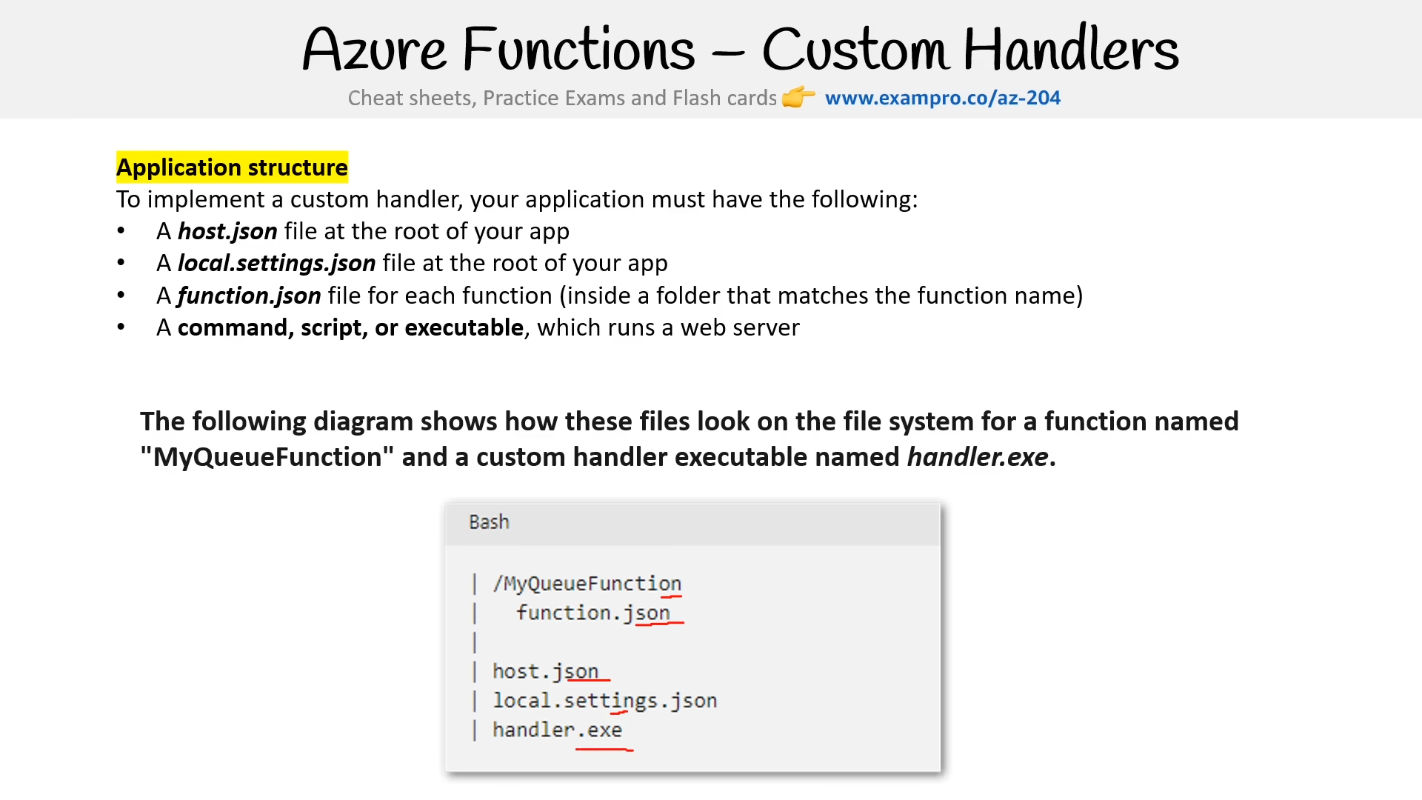 Azure Functions – Custom Handlers
Cheat sheets, Practice Exams and Flash cards 👉 www.exampro.co/az-204
Application structure
To implement a custom handler, your application must have the following:
• A host.json file at the root of your app
• A local.settings.json file at the root of your app
• A function.json file for each function (inside a folder that matches the function name)
• A command, script, or executable, which runs a web server
The following diagram shows how these files look on the file system for a function named
"MyQueueFunction" and a custom handler executable named handler.exe.
Bash
| /MyQueueFunction
|   function.json
|
| host.json
| local.settings.json
| handler.exe